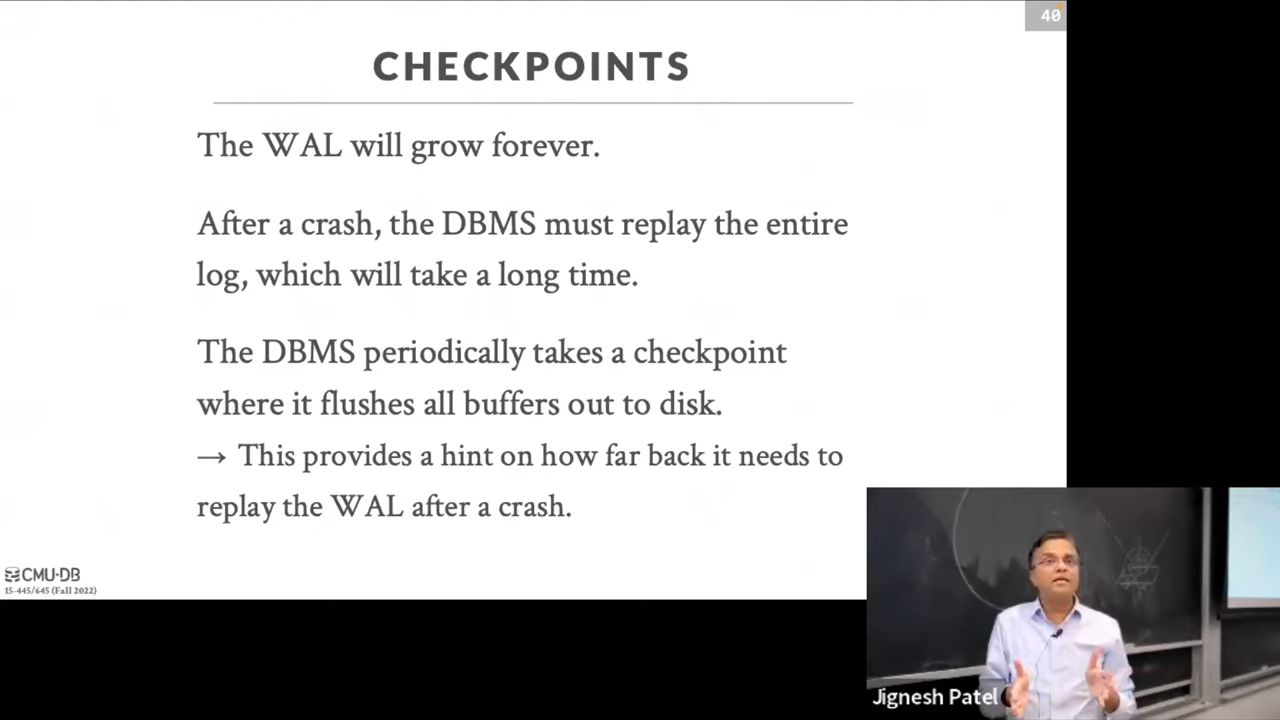 40
CHECKPOINTS
The WAL will grow forever.
After a crash, the DBMS must replay the entire
log, which will take a long time.
The DBMS periodically takes a checkpoint
where it flushes all buffers out to disk.
→ This provides a hint on how far back it needs to
replay the WAL after a crash.
CMU·DB
15-445/645 (Fall 2022)
Jignesh Patel